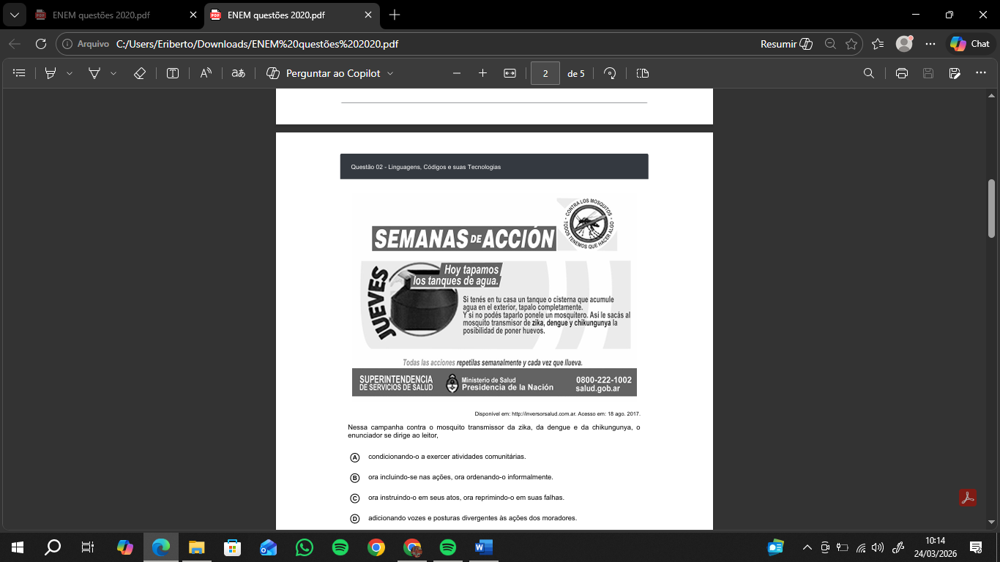 ENEM questões 2020.pdf
ENEM questões 2020.pdf
Arquivo C:/Users/Eriberto/Downloads/ENEM%20questões%202020.pdf
Resumir
Chat
Perguntar ao Copilot
2 de 5
Questão 02 - Linguagens, Códigos e suas Tecnologias
CONTRA LOS MOSQUITOS
TODOS TENEMOS QUE HACER ALGO
SEMANAS DE ACCIÓN
JUEVES
Hoy tapamos
los tanques de agua.
Si tenés en tu casa un tanque o cisterna que acumule
agua en el exterior, tapalo completamente.
Y si no podés taparlo ponele un mosquitero. Así le sacás al
mosquito transmisor de zika, dengue y chikungunya la
posibilidad de poner huevos.
Todas las acciones repetilas semanalmente y cada vez que llueva.
SUPERINTENDENCIA
DE SERVICIOS DE SALUD
Ministerio de Salud
Presidencia de la Nación
0800-222-1002
salud.gob.ar
Disponível em: http://inversorsalud.com.ar. Acesso em: 18 ago. 2017.
Nessa campanha contra o mosquito transmissor da zika, da dengue e da chikungunya, o
enunciador se dirige ao leitor,
A condicionando-o a exercer atividades comunitárias.
B ora incluindo-se nas ações, ora ordenando-o informalmente.
C ora instruindo-o em seus atos, ora reprimindo-o em suas falhas.
D adicionando vozes e posturas divergentes às ações dos moradores.
10:14
24/03/2026